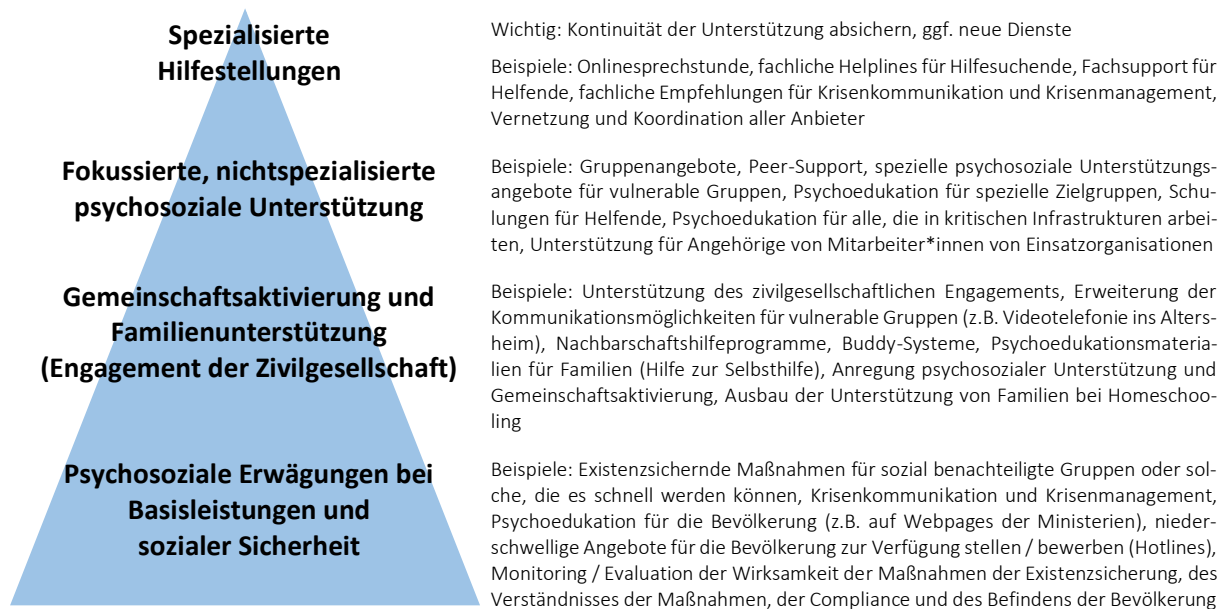 Spezialisierte
Hilfestellungen
Wichtig: Kontinuität der Unterstützung absichern, ggf. neue Dienste
Beispiele: Onlinesprechstunde, fachliche Helplines für Hilfesuchende, Fachsupport für
Helfende, fachliche Empfehlungen für Krisenkommunikation und Krisenmanagement,
Vernetzung und Koordination aller Anbieter
Fokussierte, nichtspezialisierte
psychosoziale Unterstützung
Beispiele: Gruppenangebote, Peer-Support, spezielle psychosoziale Unterstützungs-
angebote für vulnerable Gruppen, Psychoedukation für spezielle Zielgruppen, Schu-
lungen für Helfende, Psychoedukation für alle, die in kritischen Infrastrukturen arbei-
ten, Unterstützung für Angehörige von Mitarbeiter*innen von Einsatzorganisationen
Gemeinschaftsaktivierung und
Familienunterstützung
(Engagement der Zivilgesellschaft)
Beispiele: Unterstützung des zivilgesellschaftlichen Engagements, Erweiterung der
Kommunikationsmöglichkeiten für vulnerable Gruppen (z.B. Videotelefonie ins Alters-
heim), Nachbarschaftshilfeprogramme, Buddy-Systeme, Psychoedukationsmateria-
lien für Familien (Hilfe zur Selbsthilfe), Anregung psychosozialer Unterstützung und
Gemeinschaftsaktivierung, Ausbau der Unterstützung von Familien bei Homeschoo-
ling
Psychosoziale Erwägungen bei
Basisleistungen und
sozialer Sicherheit
Beispiele: Existenzsichernde Maßnahmen für sozial benachteiligte Gruppen oder sol-
che, die es schnell werden können, Krisenkommunikation und Krisenmanagement,
Psychoedukation für die Bevölkerung (z.B. auf Webpages der Ministerien), nieder-
schwellige Angebote für die Bevölkerung zur Verfügung stellen / bewerben (Hotlines),
Monitoring / Evaluation der Wirksamkeit der Maßnahmen der Existenzsicherung, des
Verständnisses der Maßnahmen, der Compliance und des Befindens der Bevölkerung